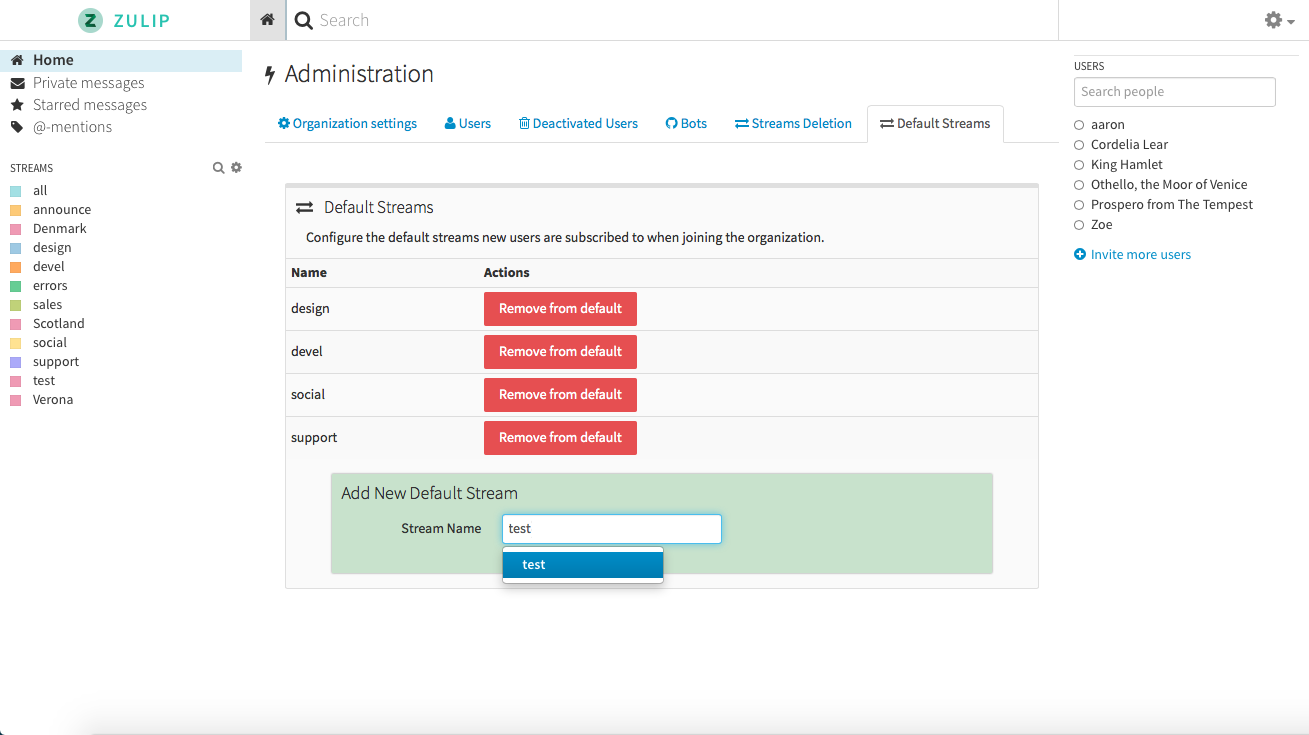 ZULIP
Search
Home
Private messages
Starred messages
@-mentions
STREAMS
all
announce
Denmark
design
devel
errors
sales
Scotland
social
support
test
Verona
Administration
Organization settings
Users
Deactivated Users
Bots
Streams Deletion
Default Streams
Default Streams
Configure the default streams new users are subscribed to when joining the organization.
Name Actions
design Remove from default
devel Remove from default
social Remove from default
support Remove from default
Add New Default Stream
Stream Name test
test
USERS
Search people
aaron
Cordelia Lear
King Hamlet
Othello, the Moor of Venice
Prospero from The Tempest
Zoe
Invite more users